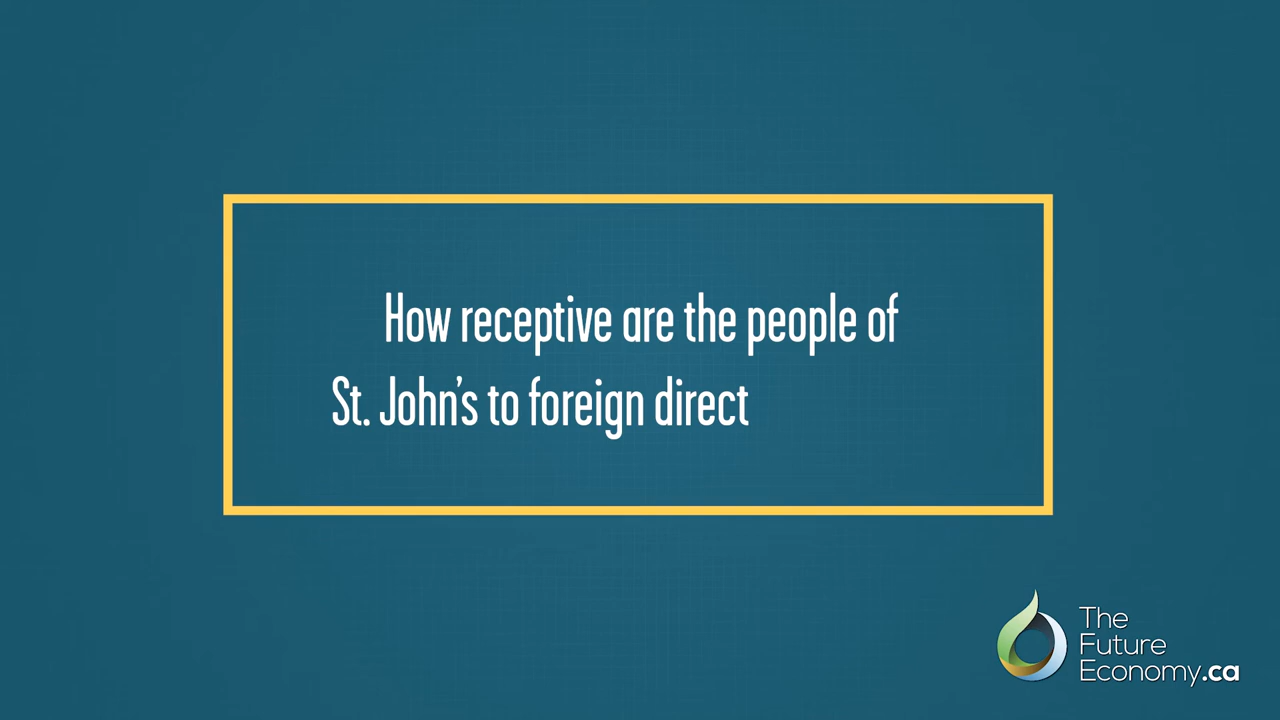 How receptive are the people of
St. John's to foreign direct
The
Future
Economy.ca